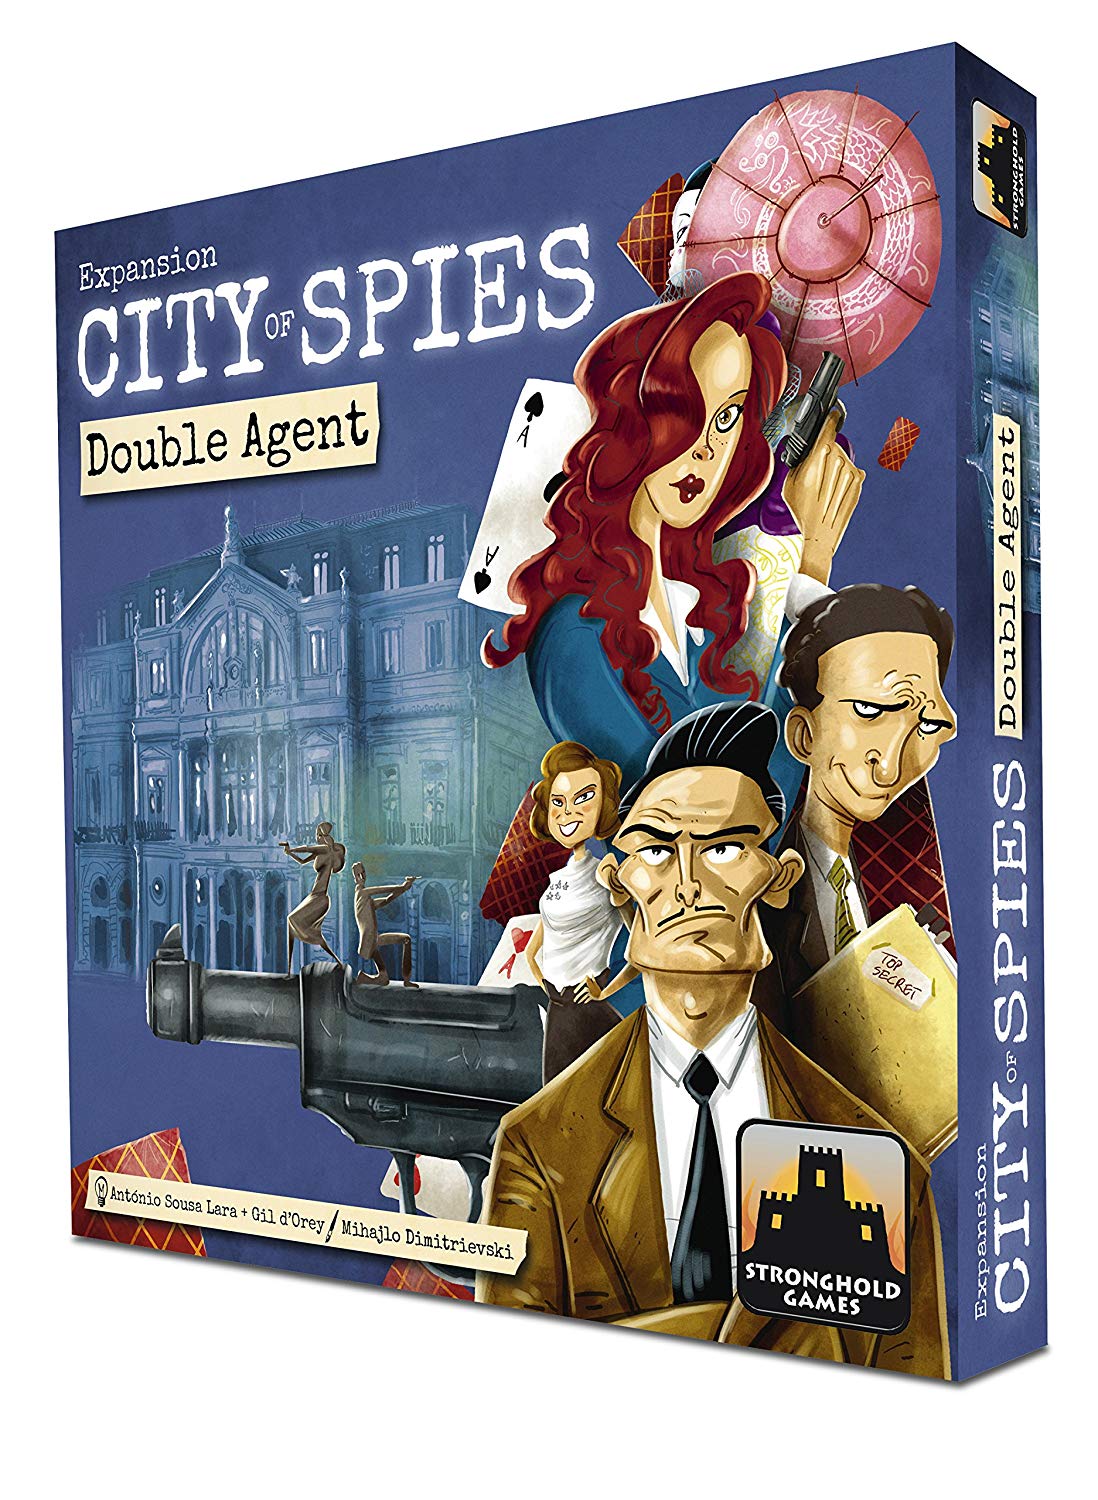 Expansion
CITY OF SPIES
Double Agent
A
A
A
TOP
SECRET
António Sousa Lara + Gil d'Orey / Mihajlo Dimitrievski
STRONGHOLD
GAMES
STRONGHOLD
GAMES
Expansion CITY OF SPIES Double Agent